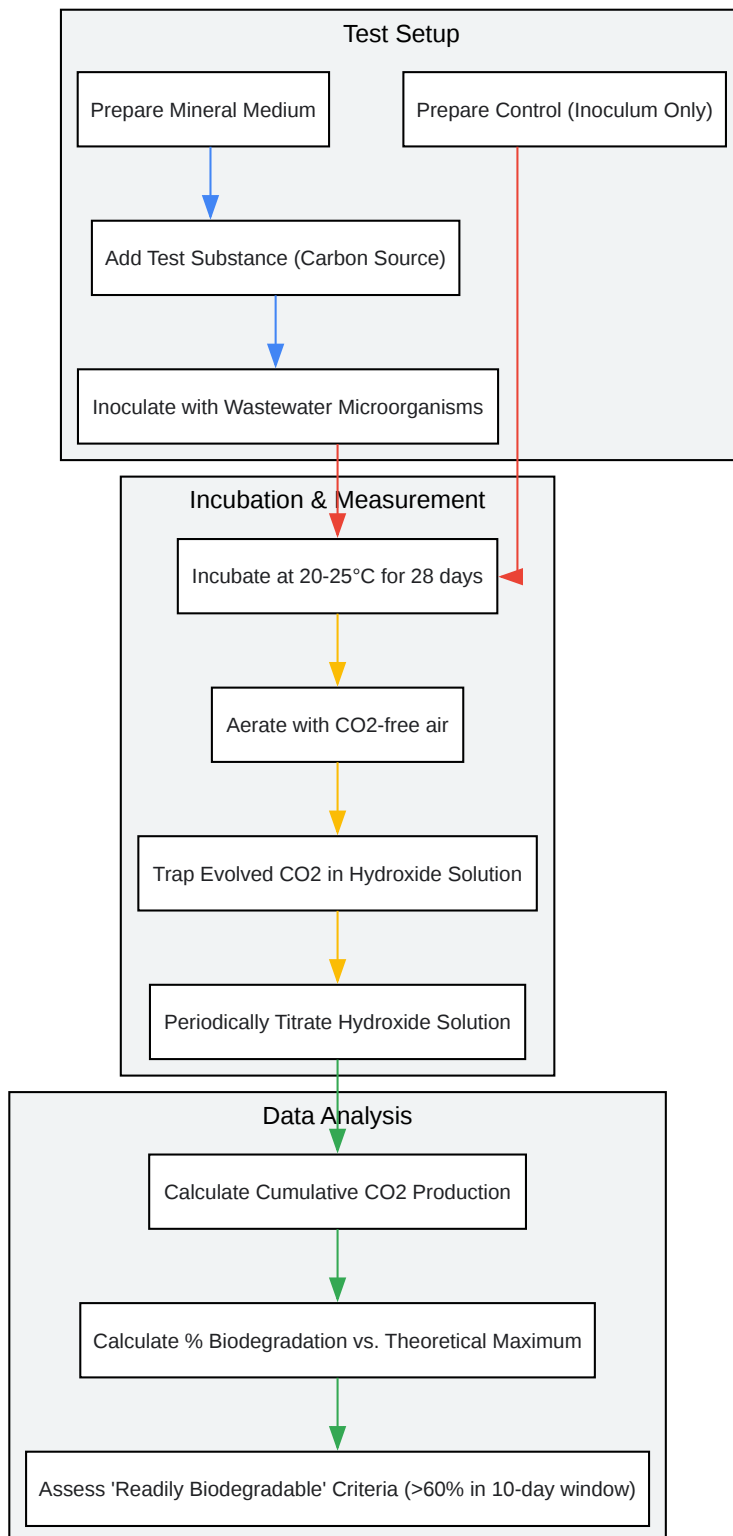 Test Setup
Prepare Mineral Medium
Prepare Control (Inoculum Only)
Add Test Substance (Carbon Source)
Inoculate with Wastewater Microorganisms
Incubation & Measurement
Incubate at 20-25°C for 28 days
Aerate with CO2-free air
Trap Evolved CO2 in Hydroxide Solution
Periodically Titrate Hydroxide Solution
Data Analysis
Calculate Cumulative CO2 Production
Calculate % Biodegradation vs. Theoretical Maximum
Assess 'Readily Biodegradable' Criteria (>60% in 10-day window)